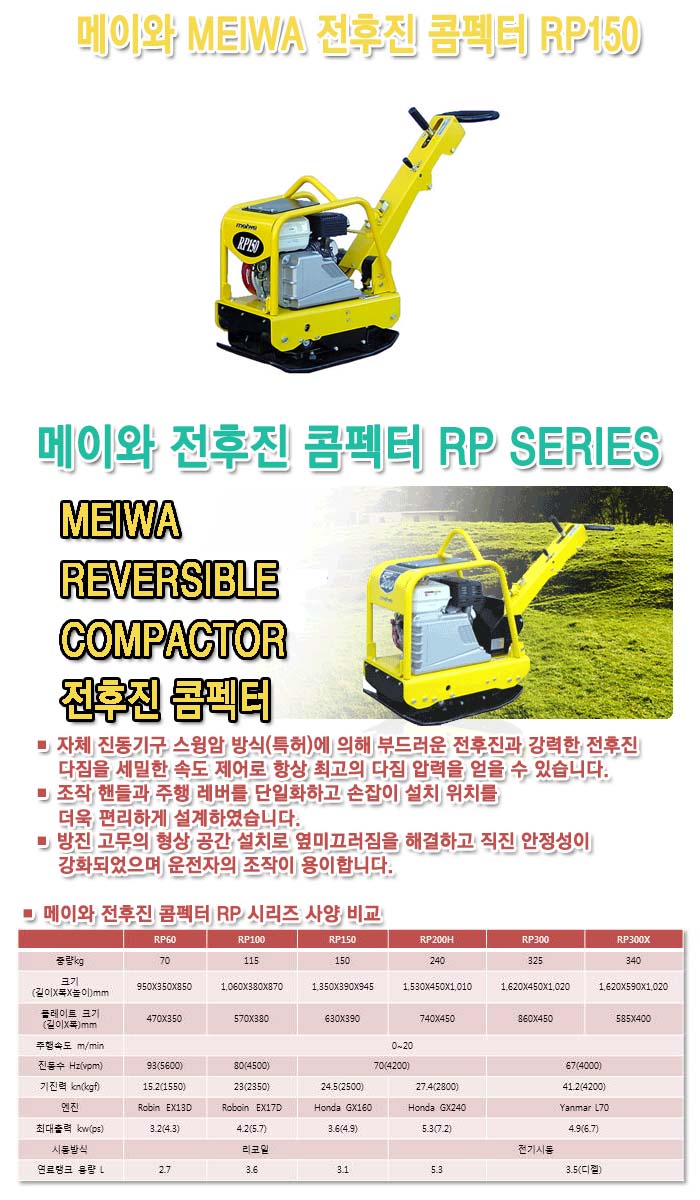 메이와 MEIWA 전후진 콤펙터 RP150
meiwa
RP150
메이와 전후진 콤펙터 RP SERIES
MEIWA
REVERSIBLE
COMPACTOR
전후진 콤펙터
■ 자체 진동기구 스윙암 방식(특허)에 의해 부드러운 전후진과 강력한 전후진
다짐을 세밀한 속도 제어로 항상 최고의 다짐 압력을 얻을 수 있습니다.
■ 조작 핸들과 주행 레버를 단일화하고 손잡이 설치 위치를
더욱 편리하게 설계하였습니다.
■ 방진 고무의 형상 공간 설치로 옆미끄러짐을 해결하고 직진 안정성이
강화되었으며 운전자의 조작이 용이합니다.
■ 메이와 전후진 콤펙터 RP 시리즈 사양 비교
RP60 RP100 RP150 RP200H RP300 RP300X
중량kg 70 115 150 240 325 340
크기
(길이X폭X높이)mm 950X350X850 1,060X380X870 1,350X390X945 1,530X450X1,010 1,620X450X1,020 1,620X590X1,020
플레이트 크기
(길이X폭)mm 470X350 570X380 630X390 740X450 860X450 585X400
주행속도 m/min 0~20
진동수 Hz(vpm) 93(5600) 80(4500) 70(4200) 67(4000)
기진력 kn(kgf) 15.2(1550) 23(2350) 24.5(2500) 27.4(2800) 41.2(4200)
엔진 Robin EX13D Roboin EX17D Honda GX160 Honda GX240 Yanmar L70
최대출력 kw(ps) 3.2(4.3) 4.2(5.7) 3.6(4.9) 5.3(7.2) 4.9(6.7)
시동방식 리코일 전기시동
연료탱크 용량 L 2.7 3.6 3.1 5.3 3.5(디젤)